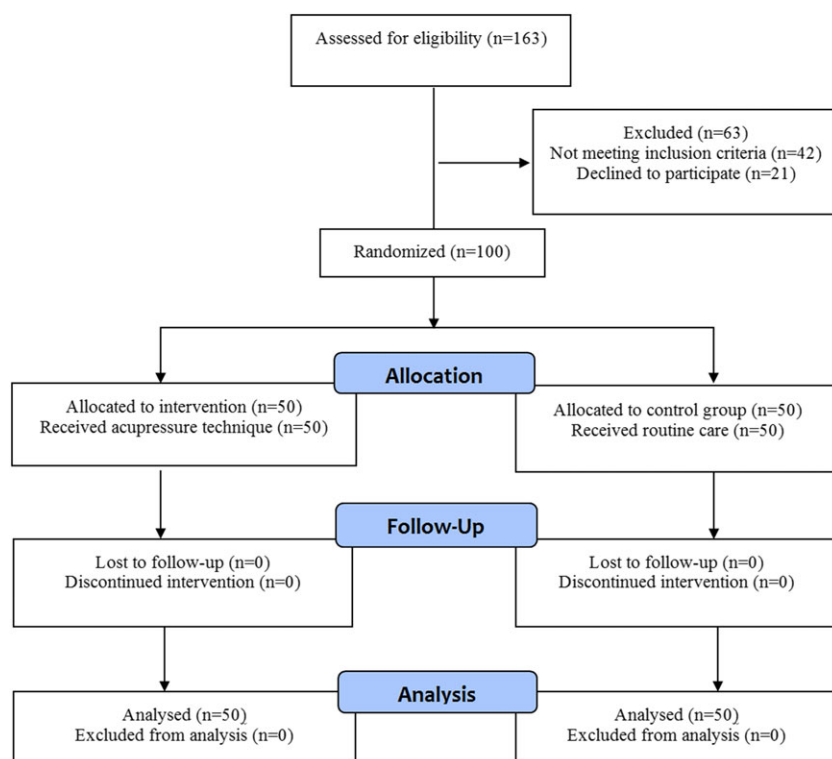 Assessed for eligibility (n=163)
Excluded (n=63)
Not meeting inclusion criteria (n=42)
Declined to participate (n=21)
Randomized (n=100)
Allocation
Allocated to intervention (n=50)
Received acupressure technique (n=50)
Allocated to control group (n=50)
Received routine care (n=50)
Follow-Up
Lost to follow-up (n=0)
Discontinued intervention (n=0)
Lost to follow-up (n=0)
Discontinued intervention (n=0)
Analysis
Analysed (n=50)
Excluded from analysis (n=0)
Analysed (n=50)
Excluded from analysis (n=0)